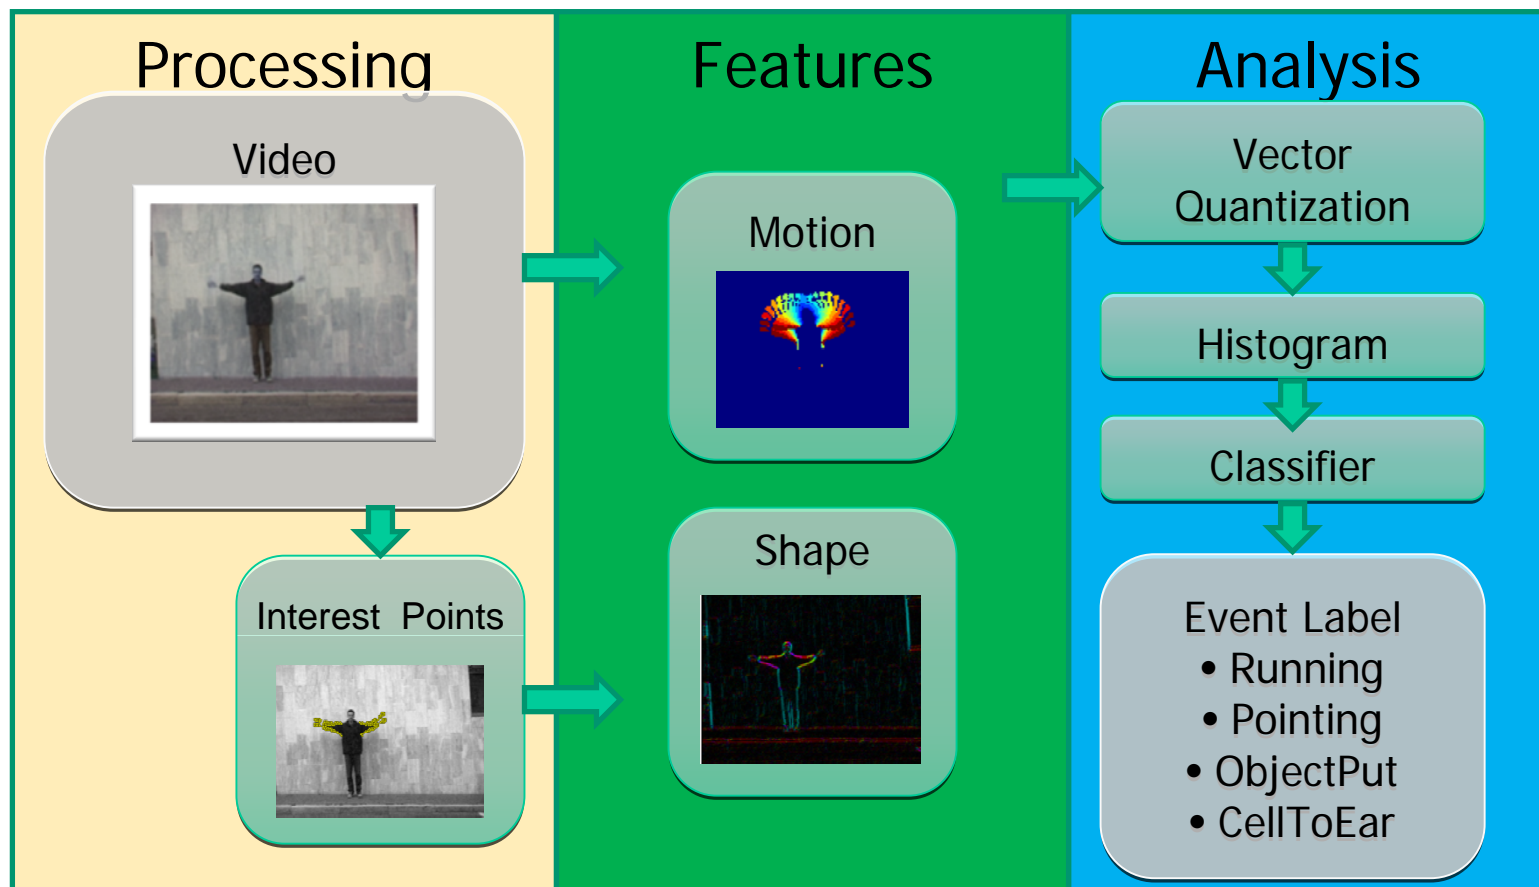 Processing
Video
Interest Points
Features
Motion
Shape
Analysis
Vector
Quantization
Histogram
Classifier
Event Label
• Running
• Pointing
• ObjectPut
• CellToEar